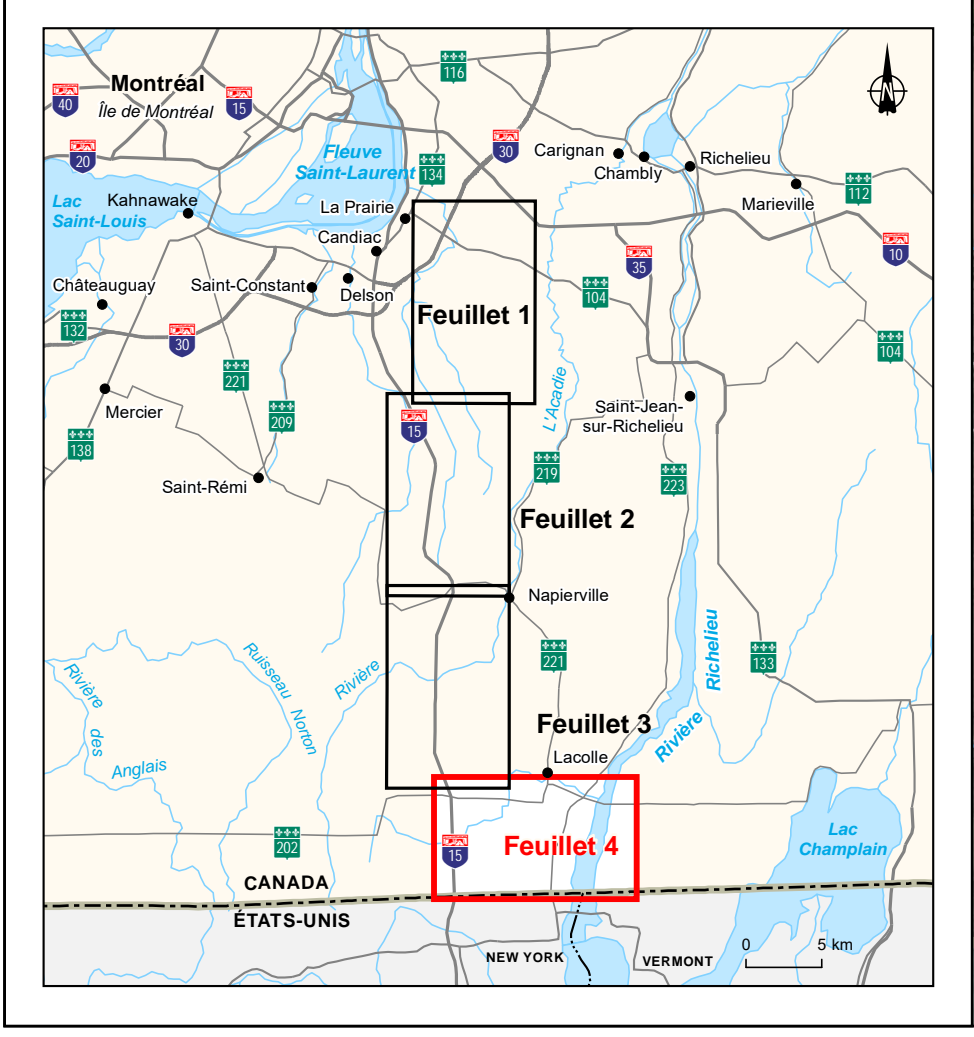 116
Montréal
40
Île de Montréal
15
20
Fleuve
Saint-Laurent
134
30
Carignan
Chambly
Richelieu
Marieville
112
Lac
Saint-Louis
Kahnawake
La Prairie
Candiac
35
10
Châteauguay
Saint-Constant
Delson
104
132
30
Feuillet 1
104
221
Mercier
209
15
L'Acadie
Saint-Jean-
sur-Richelieu
138
Saint-Rémi
219
223
Feuillet 2
Napierville
Rivière
des
Anglais
Ruisseau Norton
Rivière
221
Richelieu
133
Feuillet 3
Rivière
Lacolle
202
15
Feuillet 4
Lac
Champlain
CANADA
ÉTATS-UNIS
NEW YORK
VERMONT
0 5 km
N